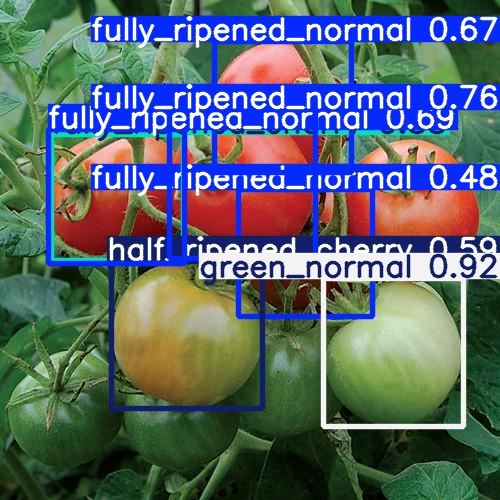 fully_ripened_normal 0.67
fully_ripened_normal 0.76
fully_ripened_normal 0.69
fully_ripened_normal 0.48
half_ripened_cherry 0.59
green_normal 0.92